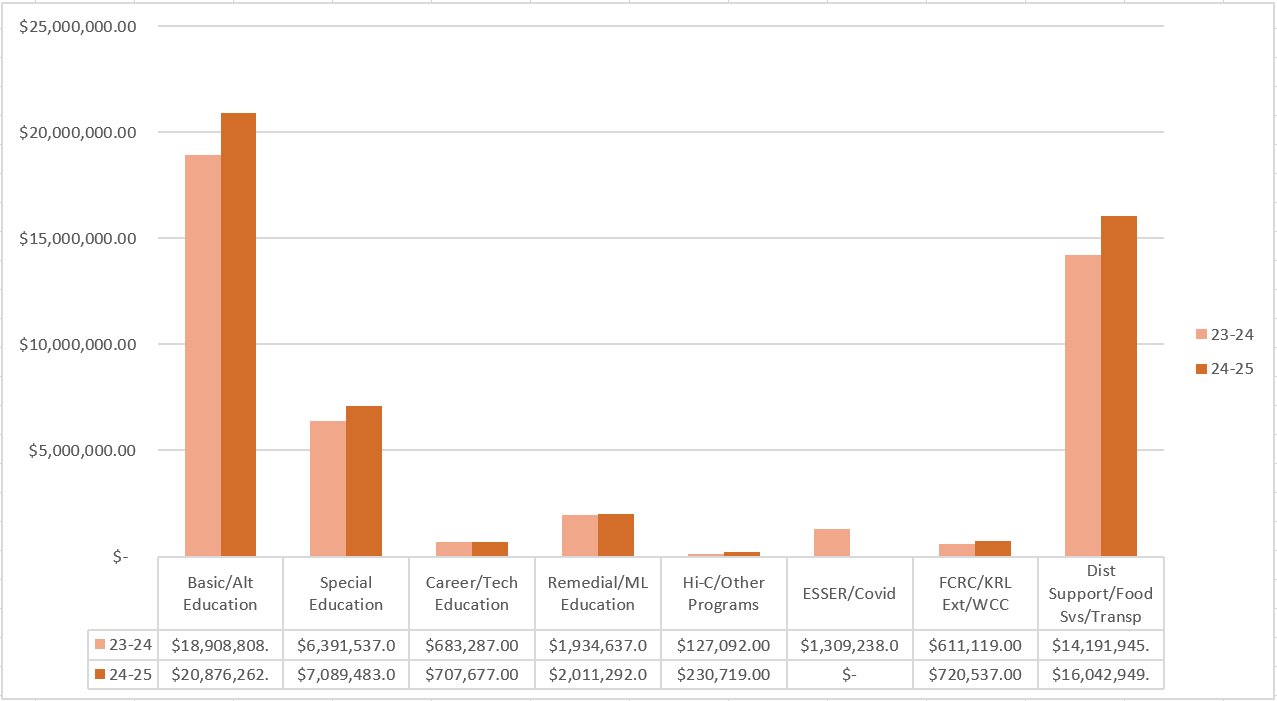 $25,000,000.00
$20,000,000.00
$15,000,000.00
$10,000,000.00
$5,000,000.00
$-
23-24
24-25
Basic/Alt
Education
Special
Education
Career/Tech
Education
Remedial/ML
Education
Hi-C/Other
Programs
ESSER/Covid
FCRC/KRL
Ext/WCC
Dist
Support/Food
Svs/Transp
23-24 $18,908,808. $6,391,537.0 $683,287.00 $1,934,637.0 $127,092.00 $1,309,238.0 $611,119.00 $14,191,945.
24-25 $20,876,262. $7,089,483.0 $707,677.00 $2,011,292.0 $230,719.00 $- $720,537.00 $16,042,949.